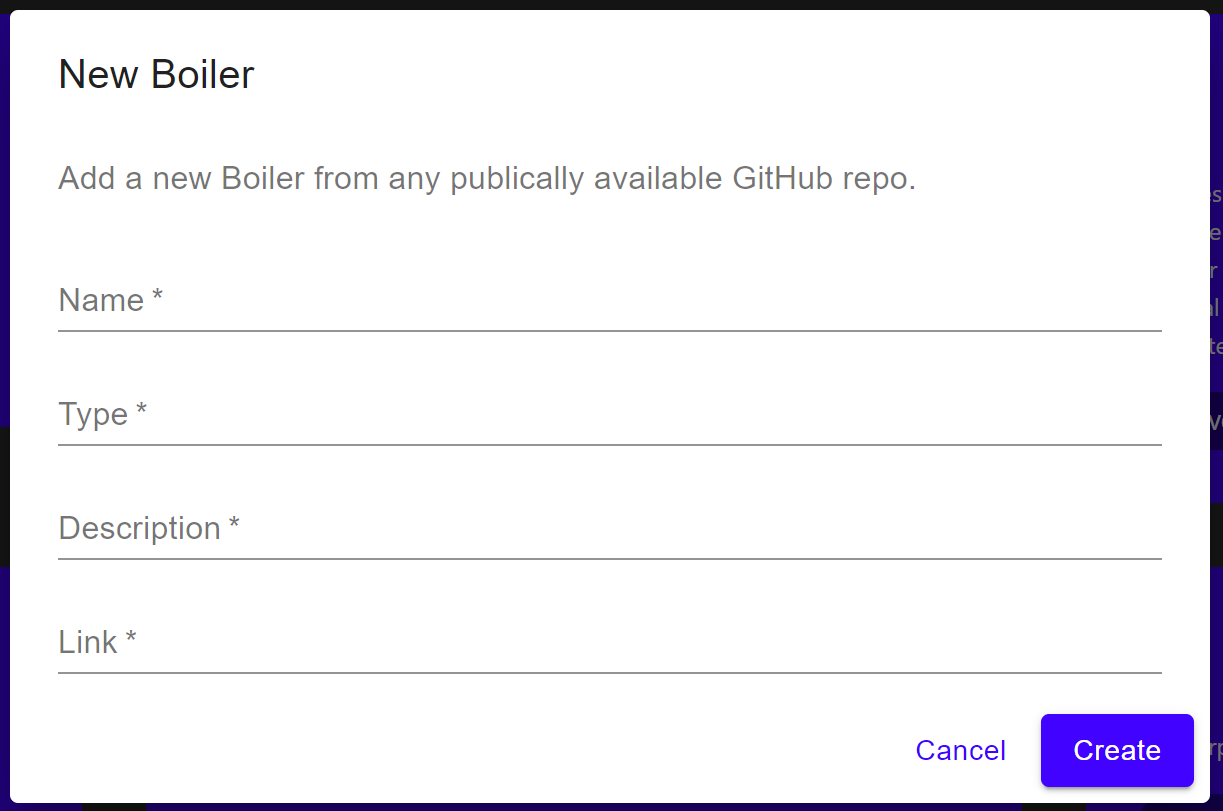 New Boiler
Add a new Boiler from any publically available GitHub repo.
Name *
Type *
Description *
Link *
Cancel
Create